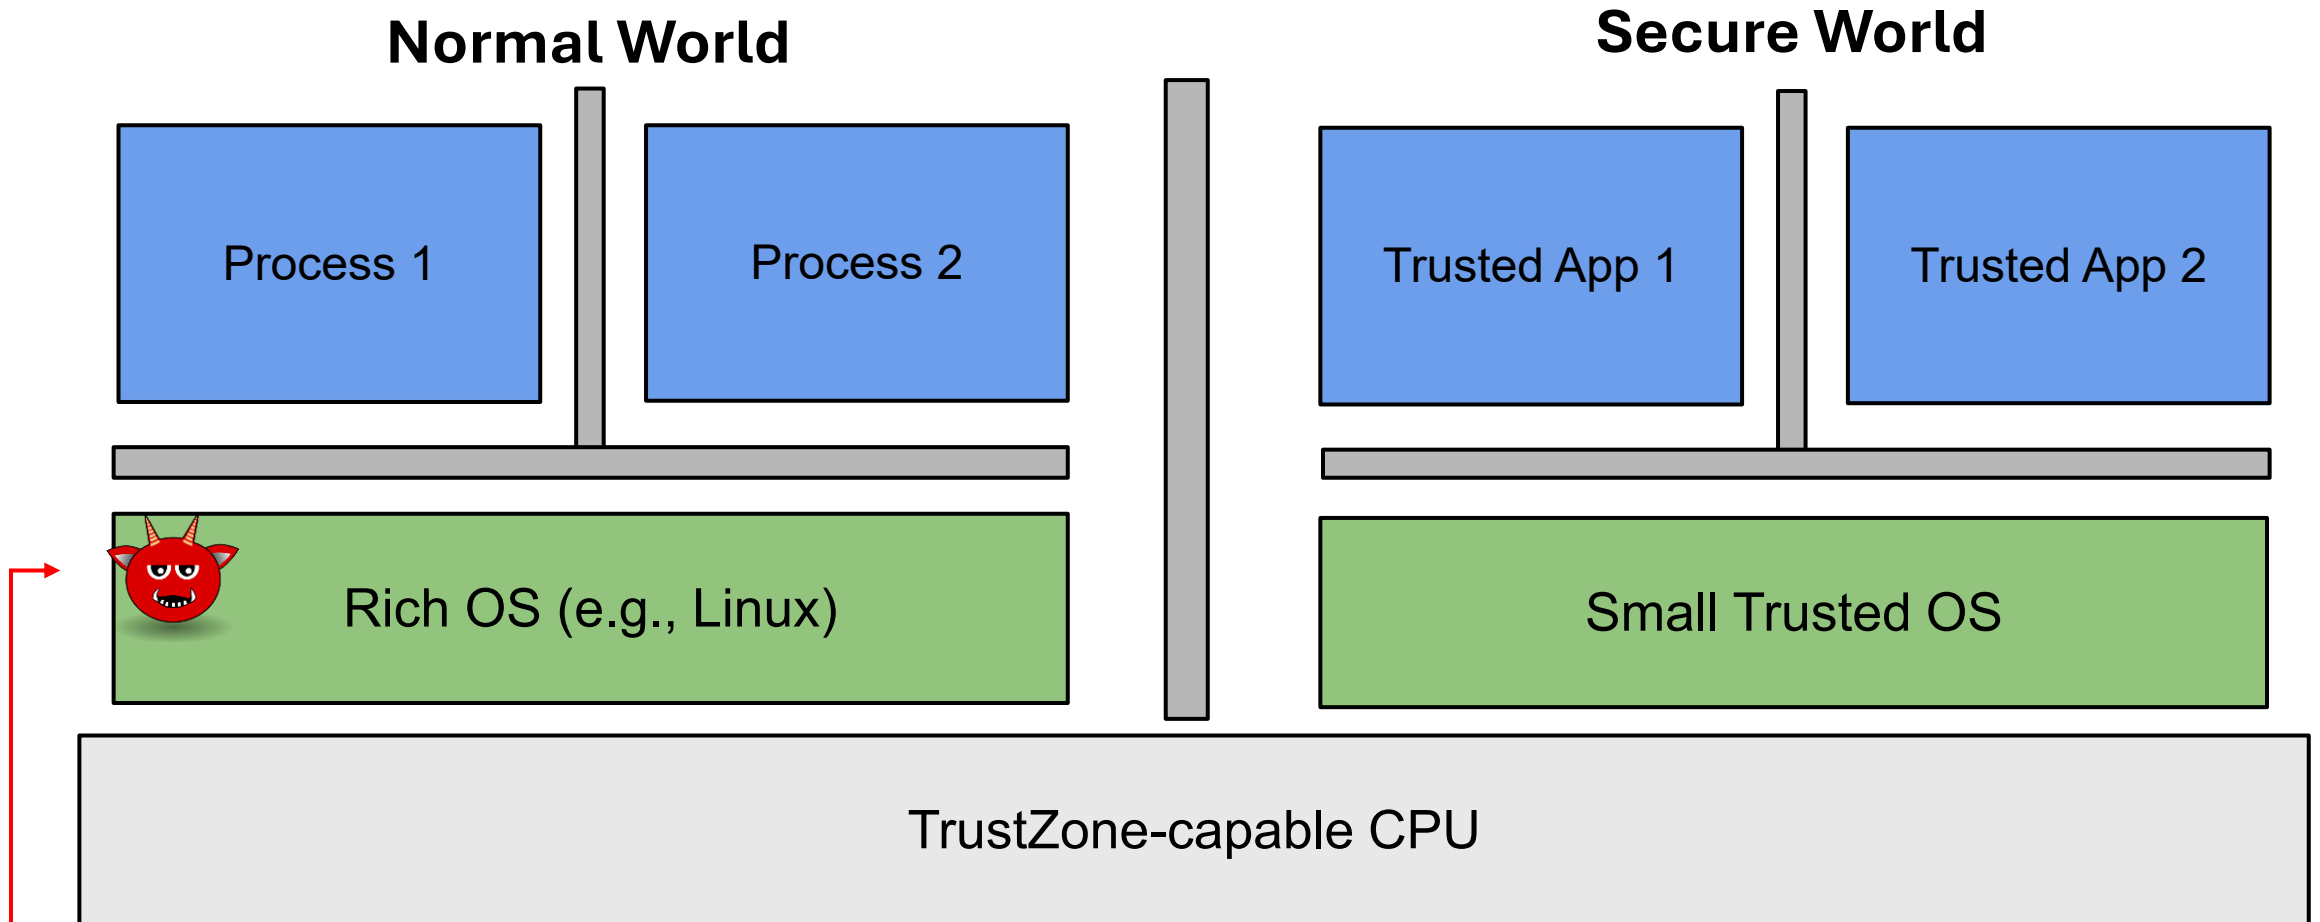 Normal World
Secure World
Process 1
Process 2
Trusted App 1
Trusted App 2
Rich OS (e.g., Linux)
Small Trusted OS
TrustZone-capable CPU